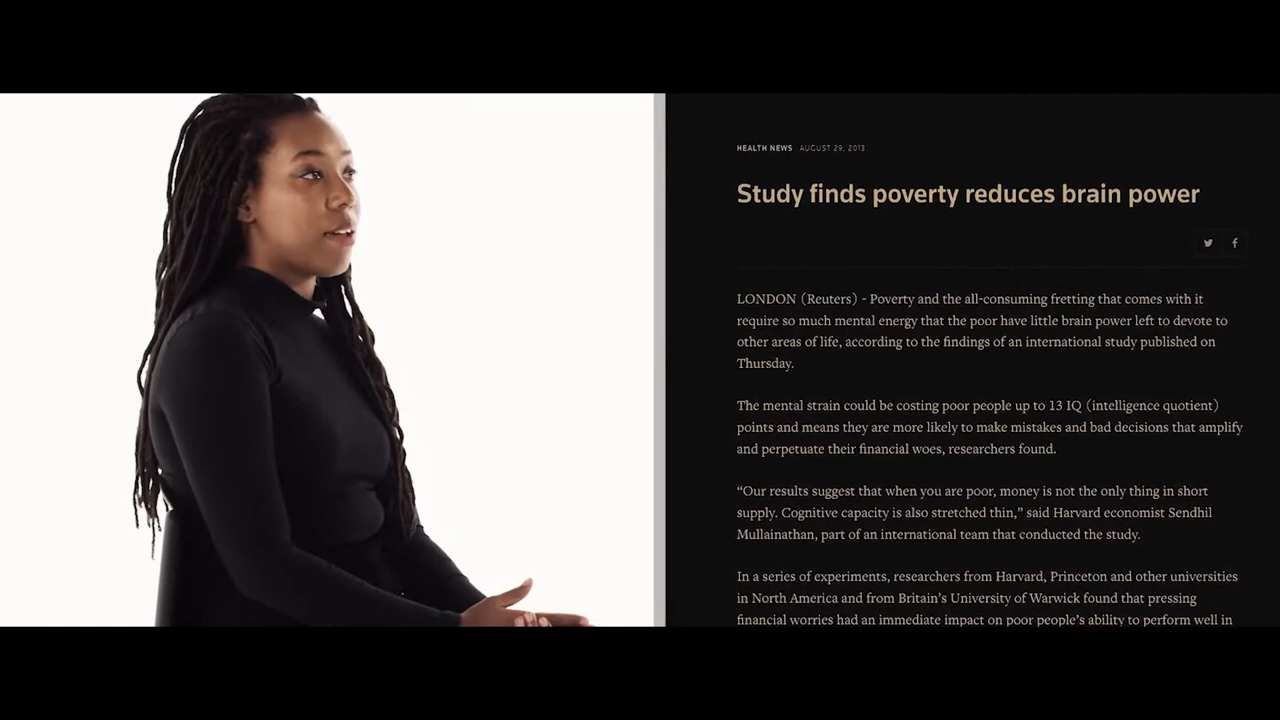 HEALTH NEWS AUGUST 29, 2013
Study finds poverty reduces brain power
LONDON (Reuters) - Poverty and the all-consuming fretting that comes with it
require so much mental energy that the poor have little brain power left to devote to
other areas of life, according to the findings of an international study published on
Thursday.
The mental strain could be costing poor people up to 13 IQ (intelligence quotient)
points and means they are more likely to make mistakes and bad decisions that amplify
and perpetuate their financial woes, researchers found.
“Our results suggest that when you are poor, money is not the only thing in short
supply. Cognitive capacity is also stretched thin,” said Harvard economist Sendhil
Mullainathan, part of an international team that conducted the study.
In a series of experiments, researchers from Harvard, Princeton and other universities
in North America and from Britain’s University of Warwick found that pressing
financial worries had an immediate impact on poor people’s ability to perform well in